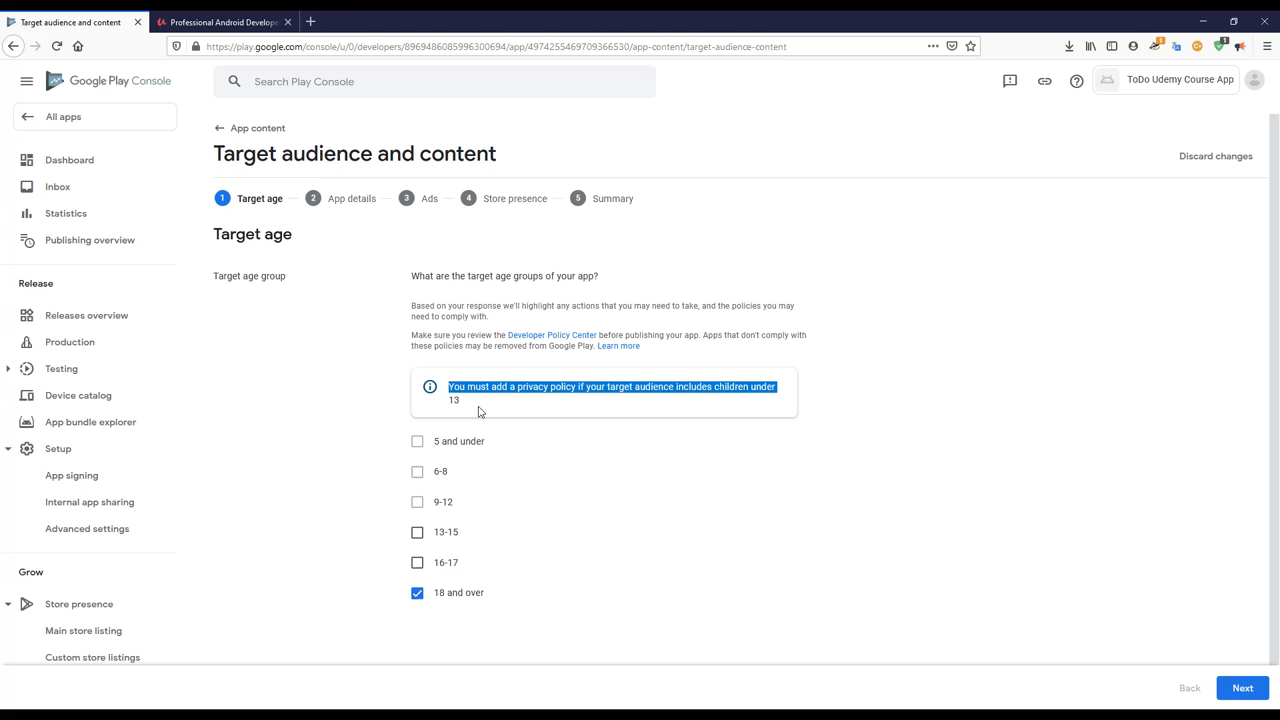 Target audience and content
Professional Android Develope
https://play.google.com/console/u/0/developers/8969486085996300694/app/4974255469709366530/app-content/target-audience-content
1
1
Google Play Console
Search Play Console
ToDo Udemy Course App
All apps
Dashboard
Inbox
Statistics
Publishing overview
Release
Releases overview
Production
Testing
Device catalog
App bundle explorer
Setup
App signing
Internal app sharing
Advanced settings
Grow
Store presence
Main store listing
Custom store listings
App content
Target audience and content
Discard changes
1 Target age
2 App details
3 Ads
4 Store presence
5 Summary
Target age
Target age group
What are the target age groups of your app?
Based on your response we'll highlight any actions that you may need to take, and the policies you may
need to comply with.
Make sure you review the Developer Policy Center before publishing your app. Apps that don't comply with
these policies may be removed from Google Play. Learn more
You must add a privacy policy if your target audience includes children under
13
5 and under
6-8
9-12
13-15
16-17
18 and over
Back
Next